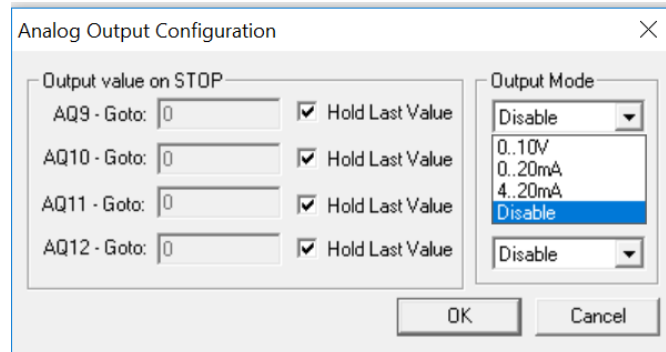 Analog Output Configuration
Output value on STOP
Output Mode
AQ9 - Goto: 0 Hold Last Value Disable
0..10V
0..20mA
4..20mA
Disable
AQ10 - Goto: 0 Hold Last Value
AQ11 - Goto: 0 Hold Last Value
AQ12 - Goto: 0 Hold Last Value Disable
OK Cancel